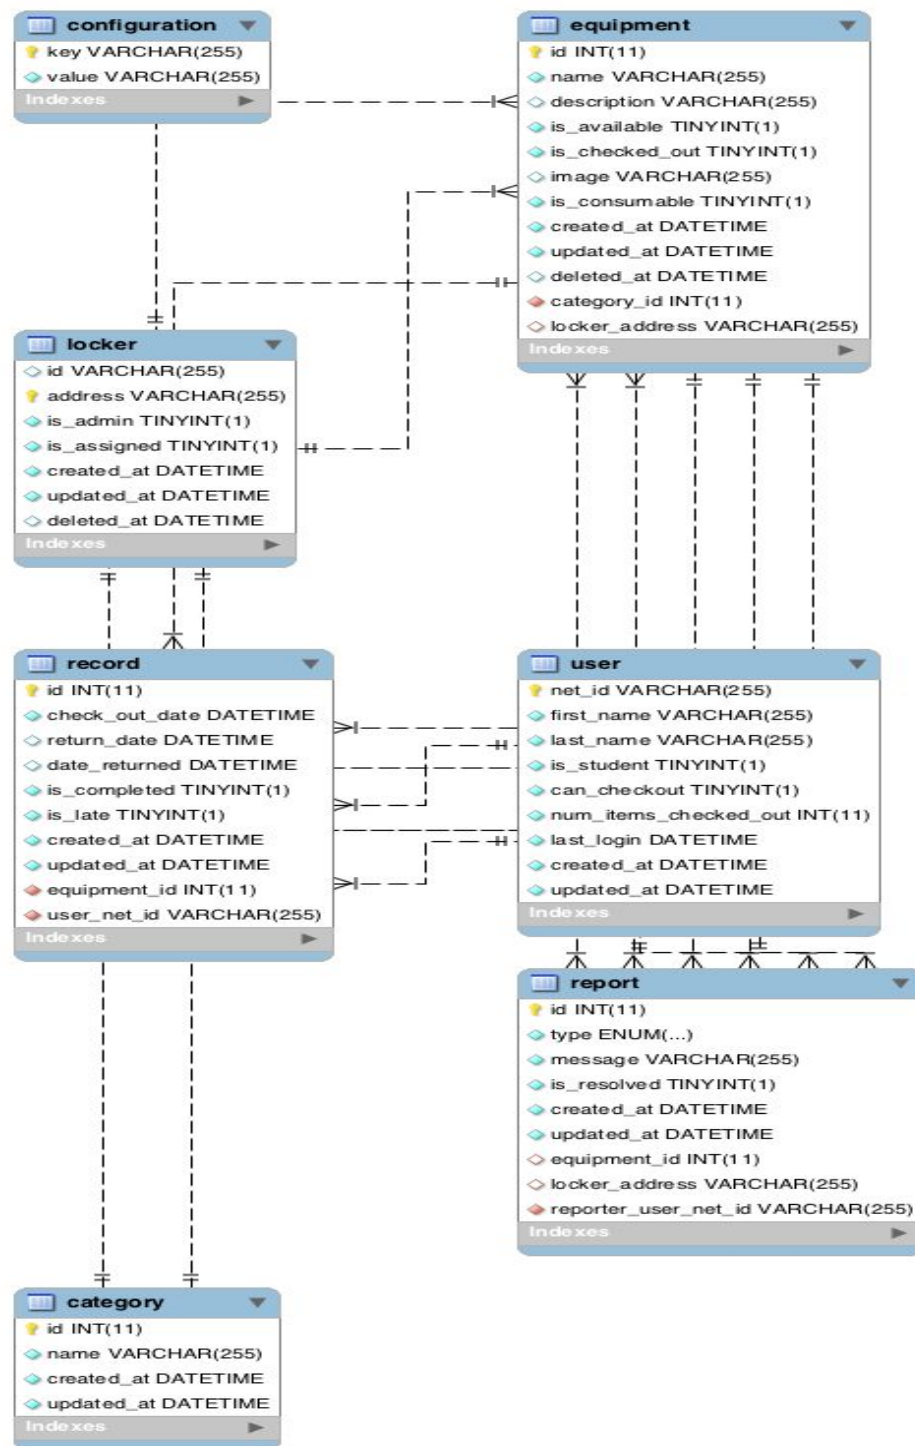 configuration
key VARCHAR(255)
value VARCHAR(255)
Indexes
equipment
id INT(11)
name VARCHAR(255)
description VARCHAR(255)
is_available TINYINT(1)
is_checked_out TINYINT(1)
image VARCHAR(255)
is_consumable TINYINT(1)
created_at DATETIME
updated_at DATETIME
deleted_at DATETIME
category_id INT(11)
locker_address VARCHAR(255)
Indexes
locker
id VARCHAR(255)
address VARCHAR(255)
is_admin TINYINT(1)
is_assigned TINYINT(1)
created_at DATETIME
updated_at DATETIME
deleted_at DATETIME
Indexes
record
id INT(11)
check_out_date DATETIME
return_date DATETIME
date_returned DATETIME
is_completed TINYINT(1)
is_late TINYINT(1)
created_at DATETIME
updated_at DATETIME
equipment_id INT(11)
user_net_id VARCHAR(255)
Indexes
user
net_id VARCHAR(255)
first_name VARCHAR(255)
last_name VARCHAR(255)
is_student TINYINT(1)
can_checkout TINYINT(1)
num_items_checked_out INT(11)
last_login DATETIME
created_at DATETIME
updated_at DATETIME
Indexes
report
id INT(11)
type ENUM(...)
message VARCHAR(255)
is_resolved TINYINT(1)
created_at DATETIME
updated_at DATETIME
equipment_id INT(11)
locker_address VARCHAR(255)
reporter_user_net_id VARCHAR(255)
Indexes
category
id INT(11)
name VARCHAR(255)
created_at DATETIME
updated_at DATETIME
Indexes